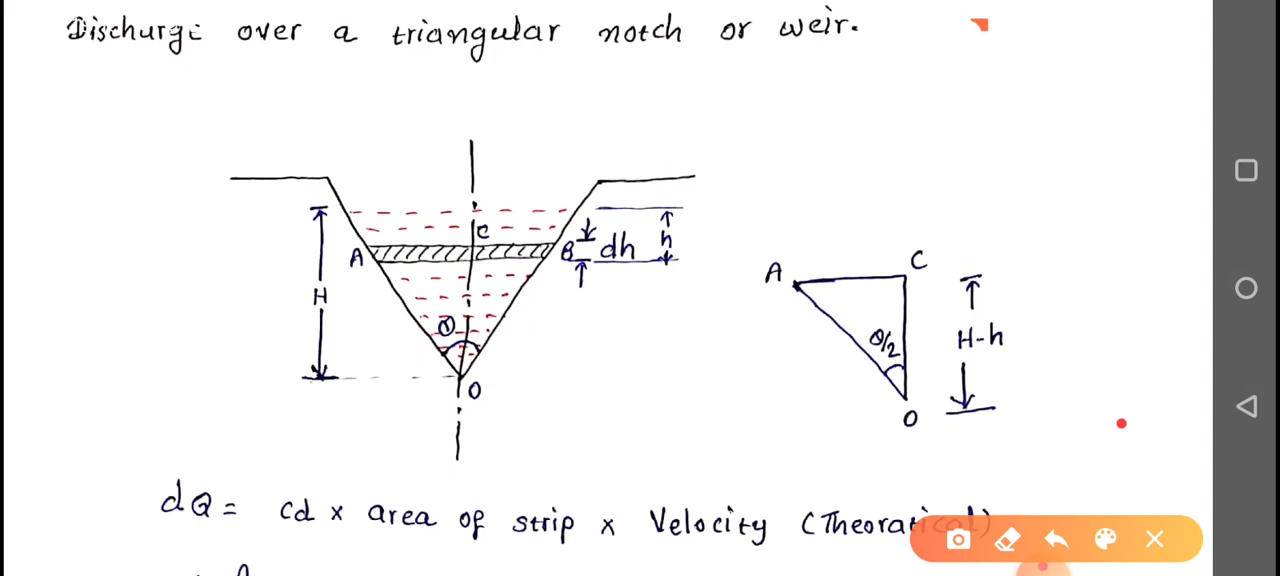 Discharge over a triangular notch or weir.
C
A
B
dh
h
H
θ
O
A
C
θ/2
H-h
O
dQ = Cd x area of strip x Velocity (Theoratical)